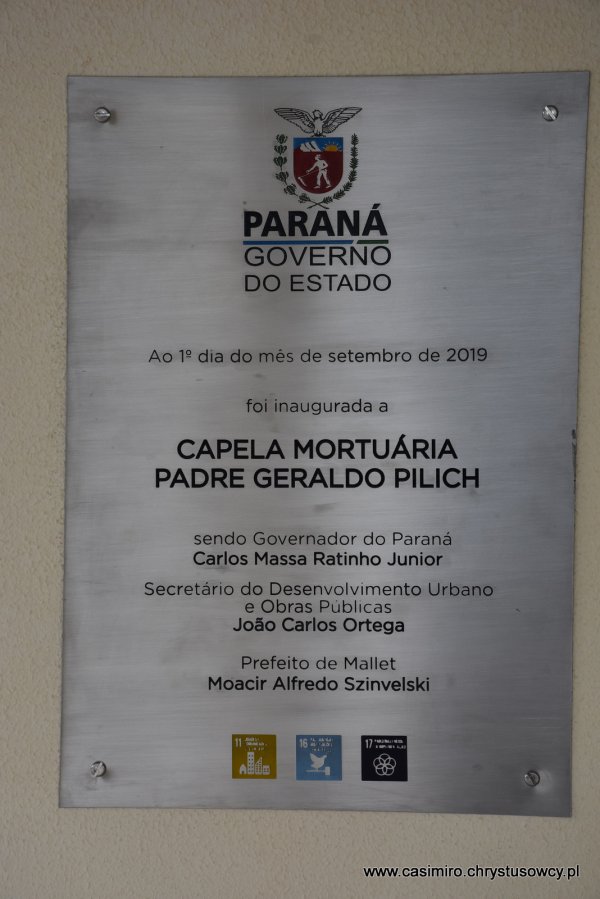 PARANÁ
GOVERNO
DO ESTADO
Ao 1º dia do mês de setembro de 2019
foi inaugurada a
CAPELA MORTUÁRIA
PADRE GERALDO PILICH
sendo Governador do Paraná
Carlos Massa Ratinho Junior
Secretário do Desenvolvimento Urbano
e Obras Públicas
João Carlos Ortega
Prefeito de Mallet
Moacir Alfredo Szinvelski
11
16
17
www.casimiro.chrystusowcy.pl